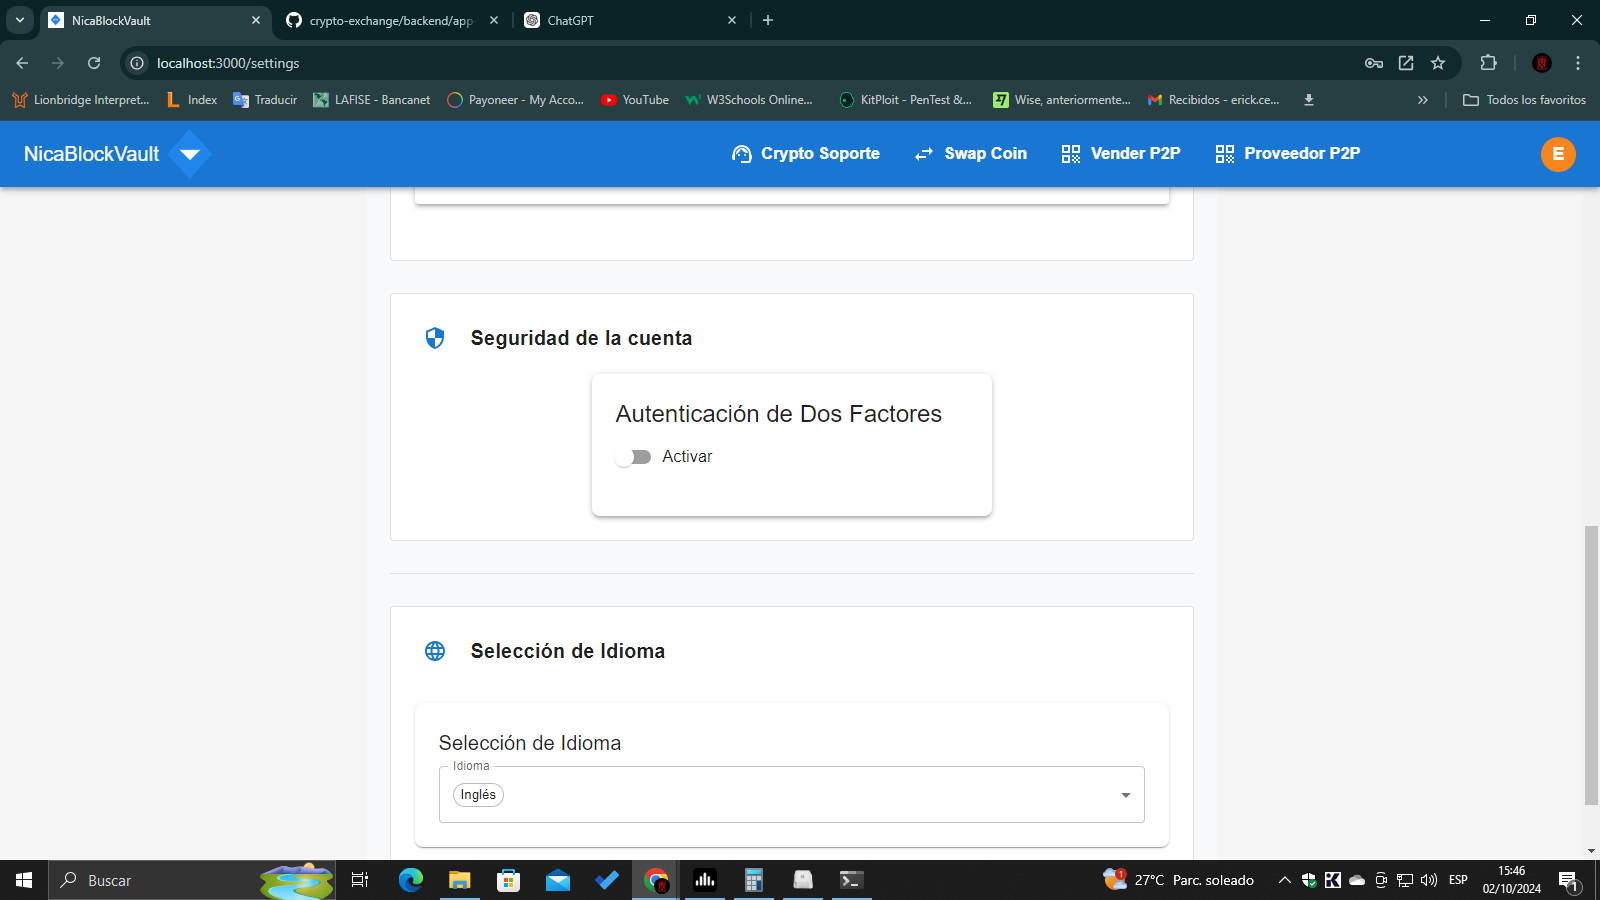 NicaBlockVault
crypto-exchange/backend/app-
ChatGPT
localhost:3000/settings
Lionbridge Interpret...
Index
Traducir
LAFISE - Bancanet
Payoneer - My Acco...
YouTube
W3Schools Online...
KitPloit - PenTest &...
Wise, anteriormente...
Recibidos - erick.ce...
Todos los favoritos
NicaBlockVault
Crypto Soporte
Swap Coin
Vender P2P
Proveedor P2P
E
Seguridad de la cuenta
Autenticación de Dos Factores
Activar
Selección de Idioma
Selección de Idioma
Idioma
Inglés
Buscar
1
27°C Parc. soleado
ESP
15:46
02/10/2024
1